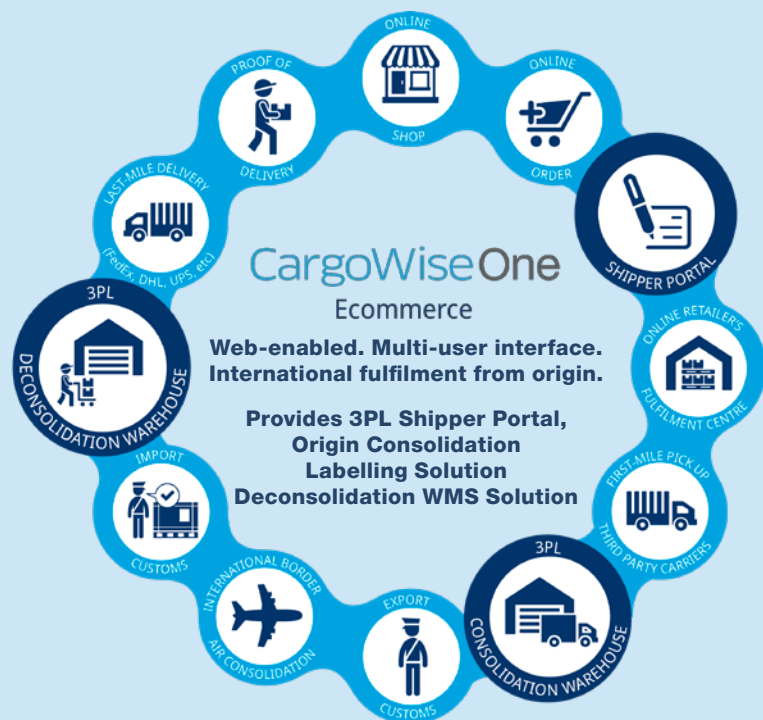 ONLINE
SHOP
ONLINE
ORDER
SHIPPER PORTAL
ONLINE RETAILER'S
FULFILMENT CENTRE
FIRST-MILE PICK UP
THIRD PARTY CARRIERS
3PL
CONSOLIDATION WAREHOUSE
EXPORT
CUSTOMS
INTERNATIONAL BORDER
AIR CONSOLIDATION
IMPORT
CUSTOMS
3PL
DECONSOLIDATION WAREHOUSE
LAST-MILE DELIVERY
(FedEx, DHL, UPS, etc)
PROOF OF
DELIVERY
CargoWiseOne
Ecommerce
Web-enabled. Multi-user interface.
International fulfilment from origin.
Provides 3PL Shipper Portal,
Origin Consolidation
Labelling Solution
Deconsolidation WMS Solution